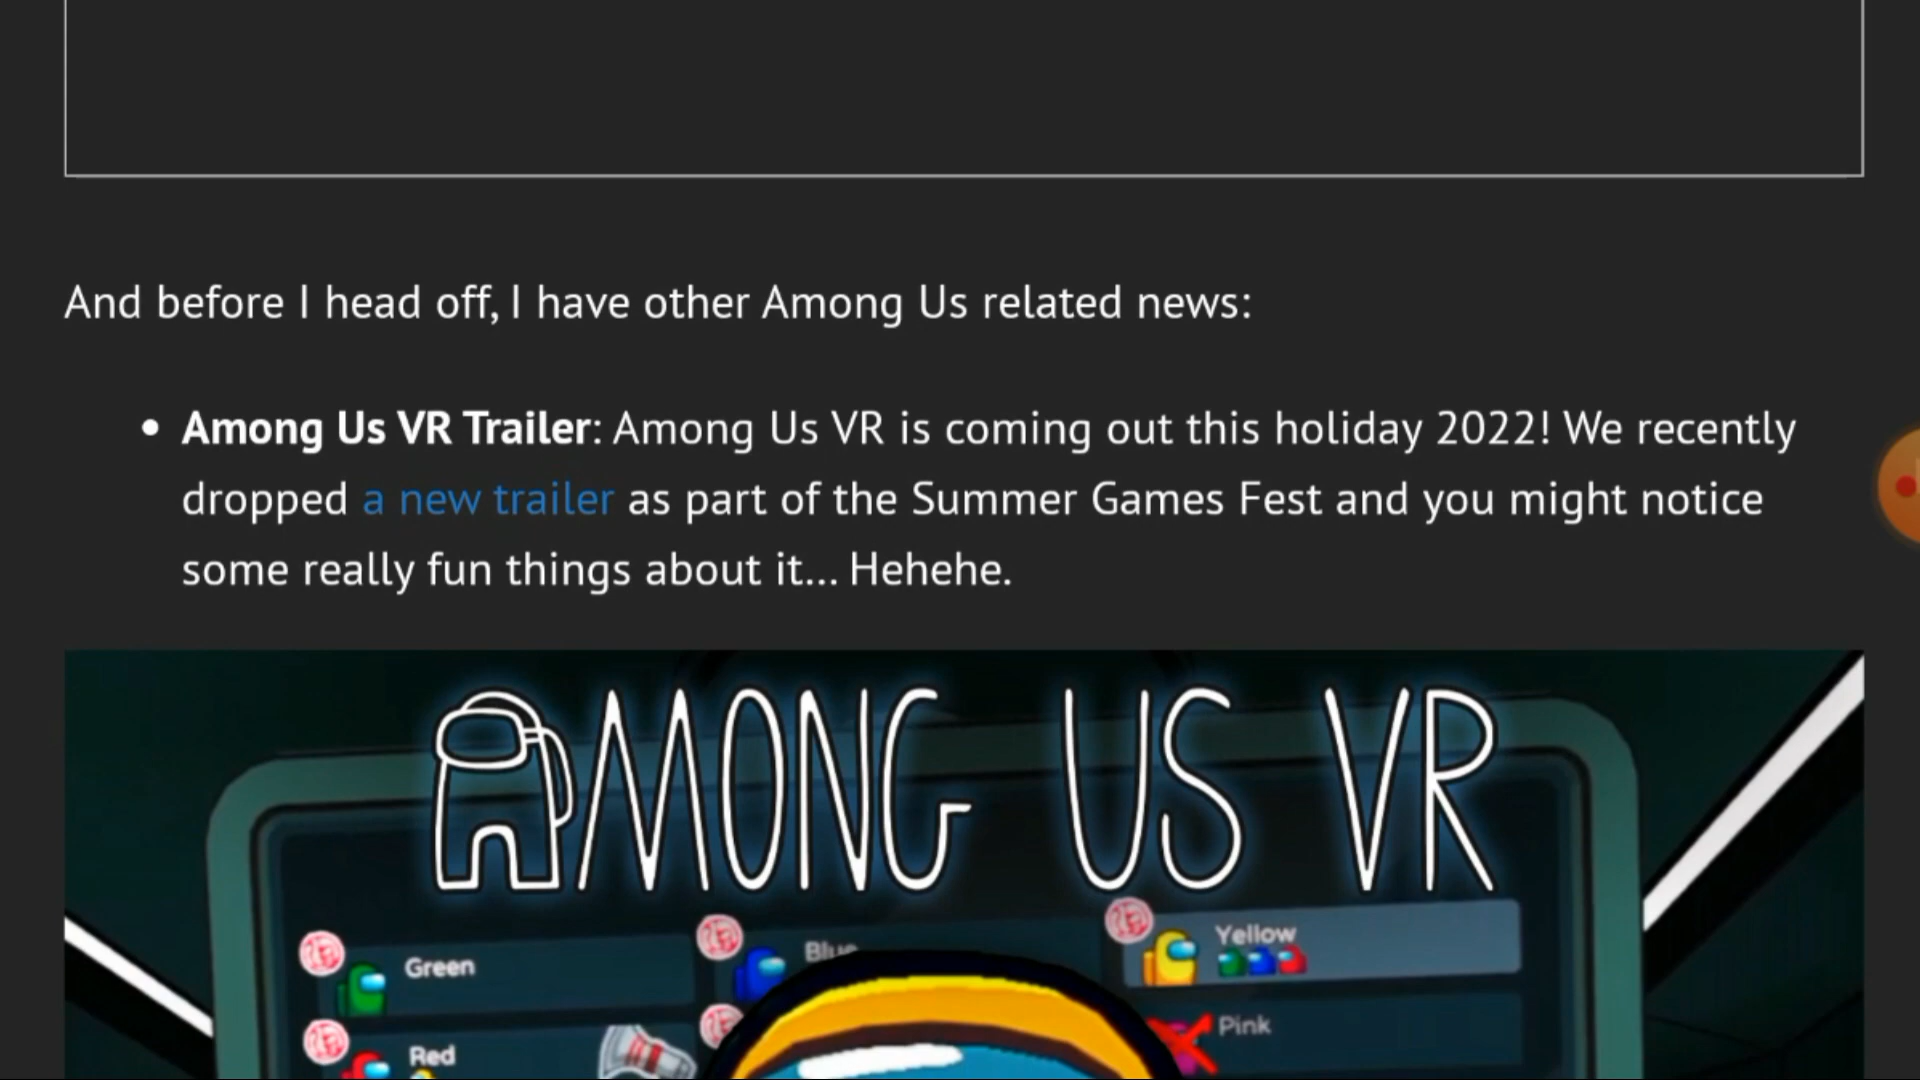 And before I head off, I have other Among Us related news:
Among Us VR Trailer: Among Us VR is coming out this holiday 2022! We recently
dropped a new trailer as part of the Summer Games Fest and you might notice
some really fun things about it... Hehehe.
AMONG US VR
Green
Blue
Yellow
Red
Pink